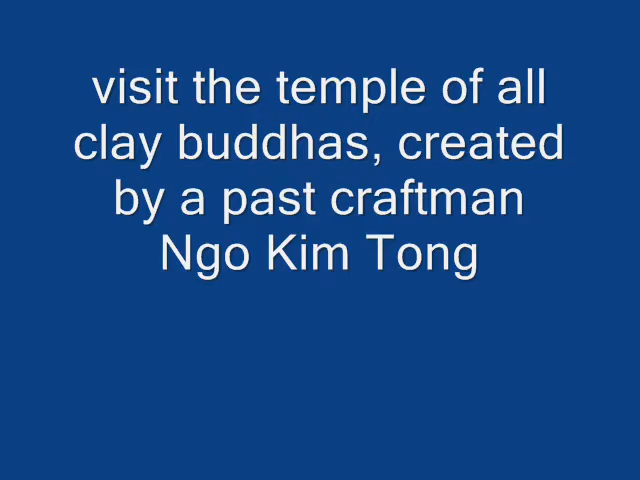 visit the temple of all
clay buddhas, created
by a past craftman
Ngo Kim Tong